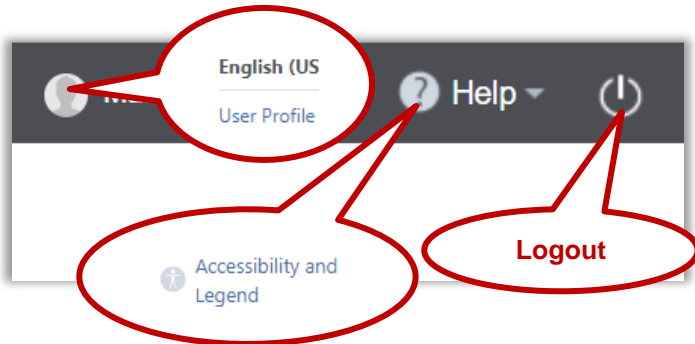 English (US
User Profile
? Help
Accessibility and
Legend
Logout